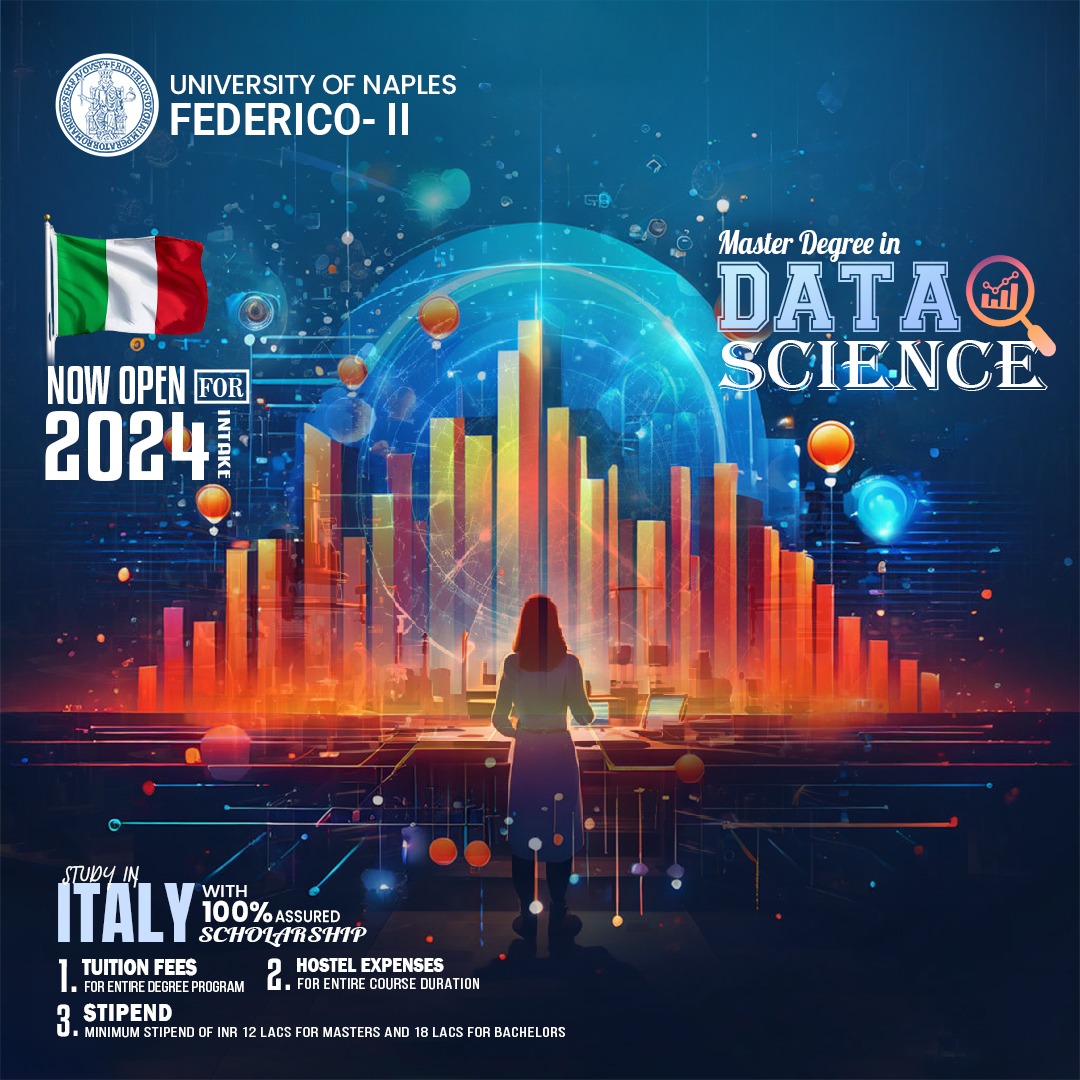 UNIVERSITY OF NAPLES
FEDERICO- II
NOW OPEN FOR
2024 INTAKE
Master Degree in
DATA
SCIENCE
STUDY IN
ITALY WITH
100% ASSURED
SCHOLARSHIP
1. TUITION FEES
FOR ENTIRE DEGREE PROGRAM
2. HOSTEL EXPENSES
FOR ENTIRE COURSE DURATION
3. STIPEND
MINIMUM STIPEND OF INR 12 LACS FOR MASTERS AND 18 LACS FOR BACHELORS